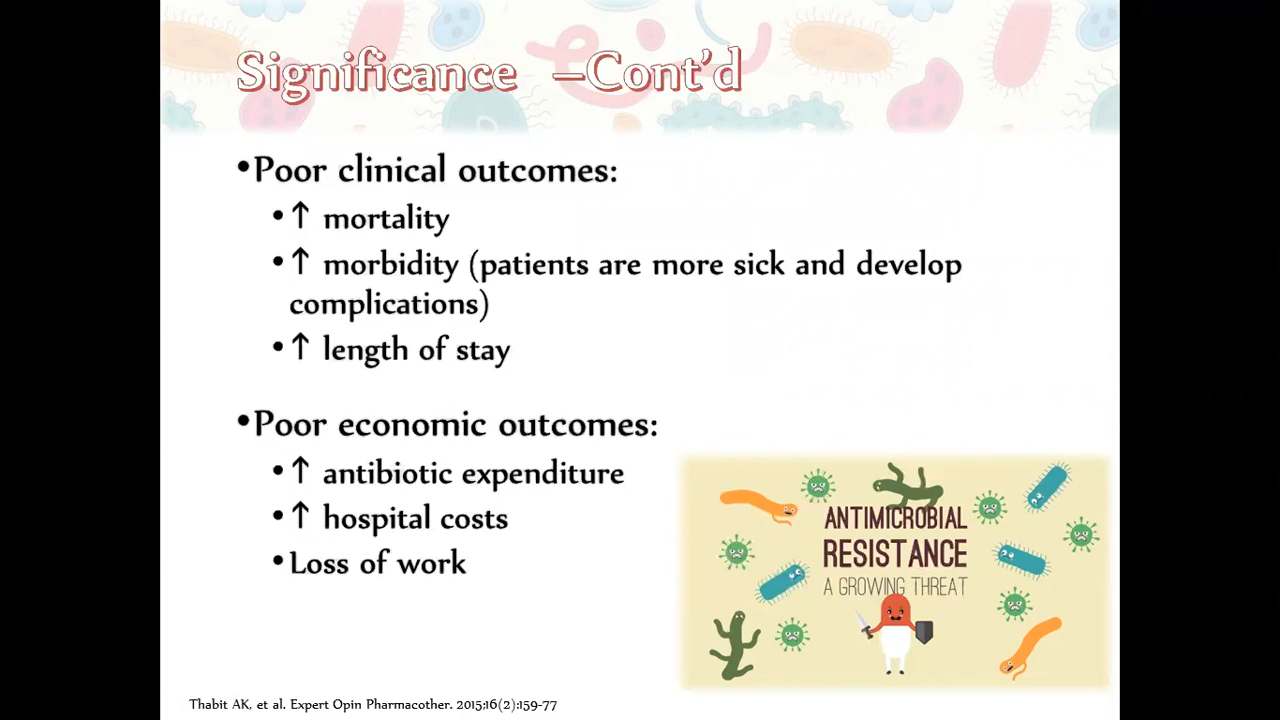 Significance –Cont'd
•Poor clinical outcomes:
•↑ mortality
•↑ morbidity (patients are more sick and develop
complications)
•↑ length of stay
•Poor economic outcomes:
•↑ antibiotic expenditure
•↑ hospital costs
•Loss of work
ANTIMICROBIAL
RESISTANCE
A GROWING THREAT
Thabit AK, et al. Expert Opin Pharmacother. 2015;16(2):159-77